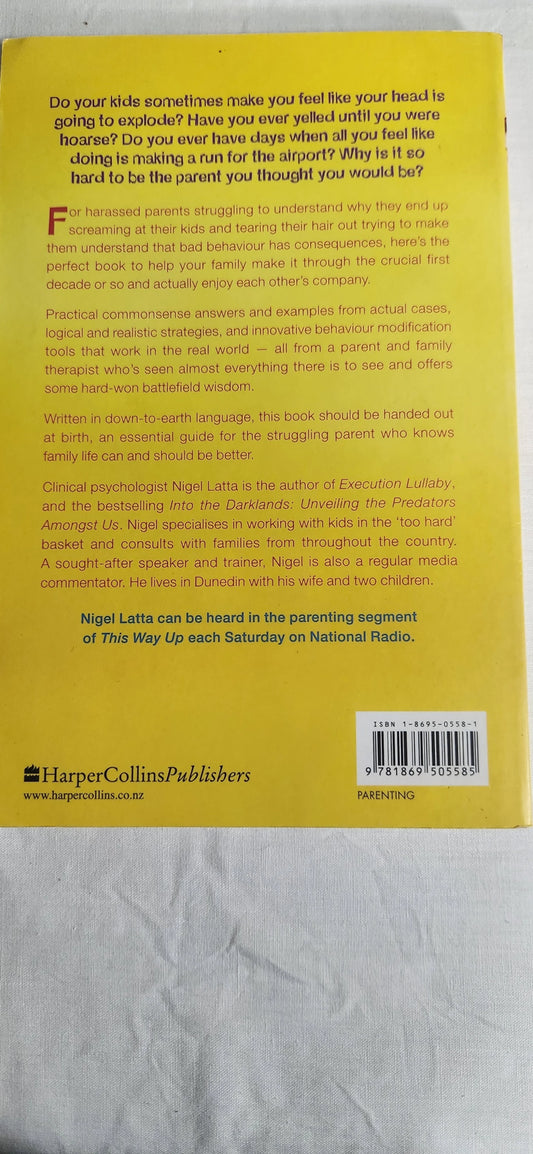 Do your kids sometimes make you feel like your head is
going to explode? Have you ever yelled until you were
hoarse? Do you ever have days when all you feel like
doing is making a run for the airport? Why is it so
hard to be the parent you thought you would be?
For harassed parents struggling to understand why they end up
screaming at their kids and tearing their hair out trying to make
them understand that bad behaviour has consequences, here's the
perfect book to help your family make it through the crucial first
decade or so and actually enjoy each other's company.
Practical commonsense answers and examples from actual cases,
logical and realistic strategies, and innovative behaviour modification
tools that work in the real world — all from a parent and family
therapist who's seen almost everything there is to see and offers
some hard-won battlefield wisdom.
Written in down-to-earth language, this book should be handed out
at birth, an essential guide for the struggling parent who knows
family life can and should be better.
Clinical psychologist Nigel Latta is the author of Execution Lullaby,
and the bestselling Into the Darklands: Unveiling the Predators
Amongst Us. Nigel specialises in working with kids in the 'too hard'
basket and consults with families from throughout the country.
A sought-after speaker and trainer, Nigel is also a regular media
commentator. He lives in Dunedin with his wife and two children.
Nigel Latta can be heard in the parenting segment
of This Way Up each Saturday on National Radio.
ISBN 1-8695-0558-1
9 781869 505585
HarperCollinsPublishers
www.harpercollins.co.nz
PARENTING